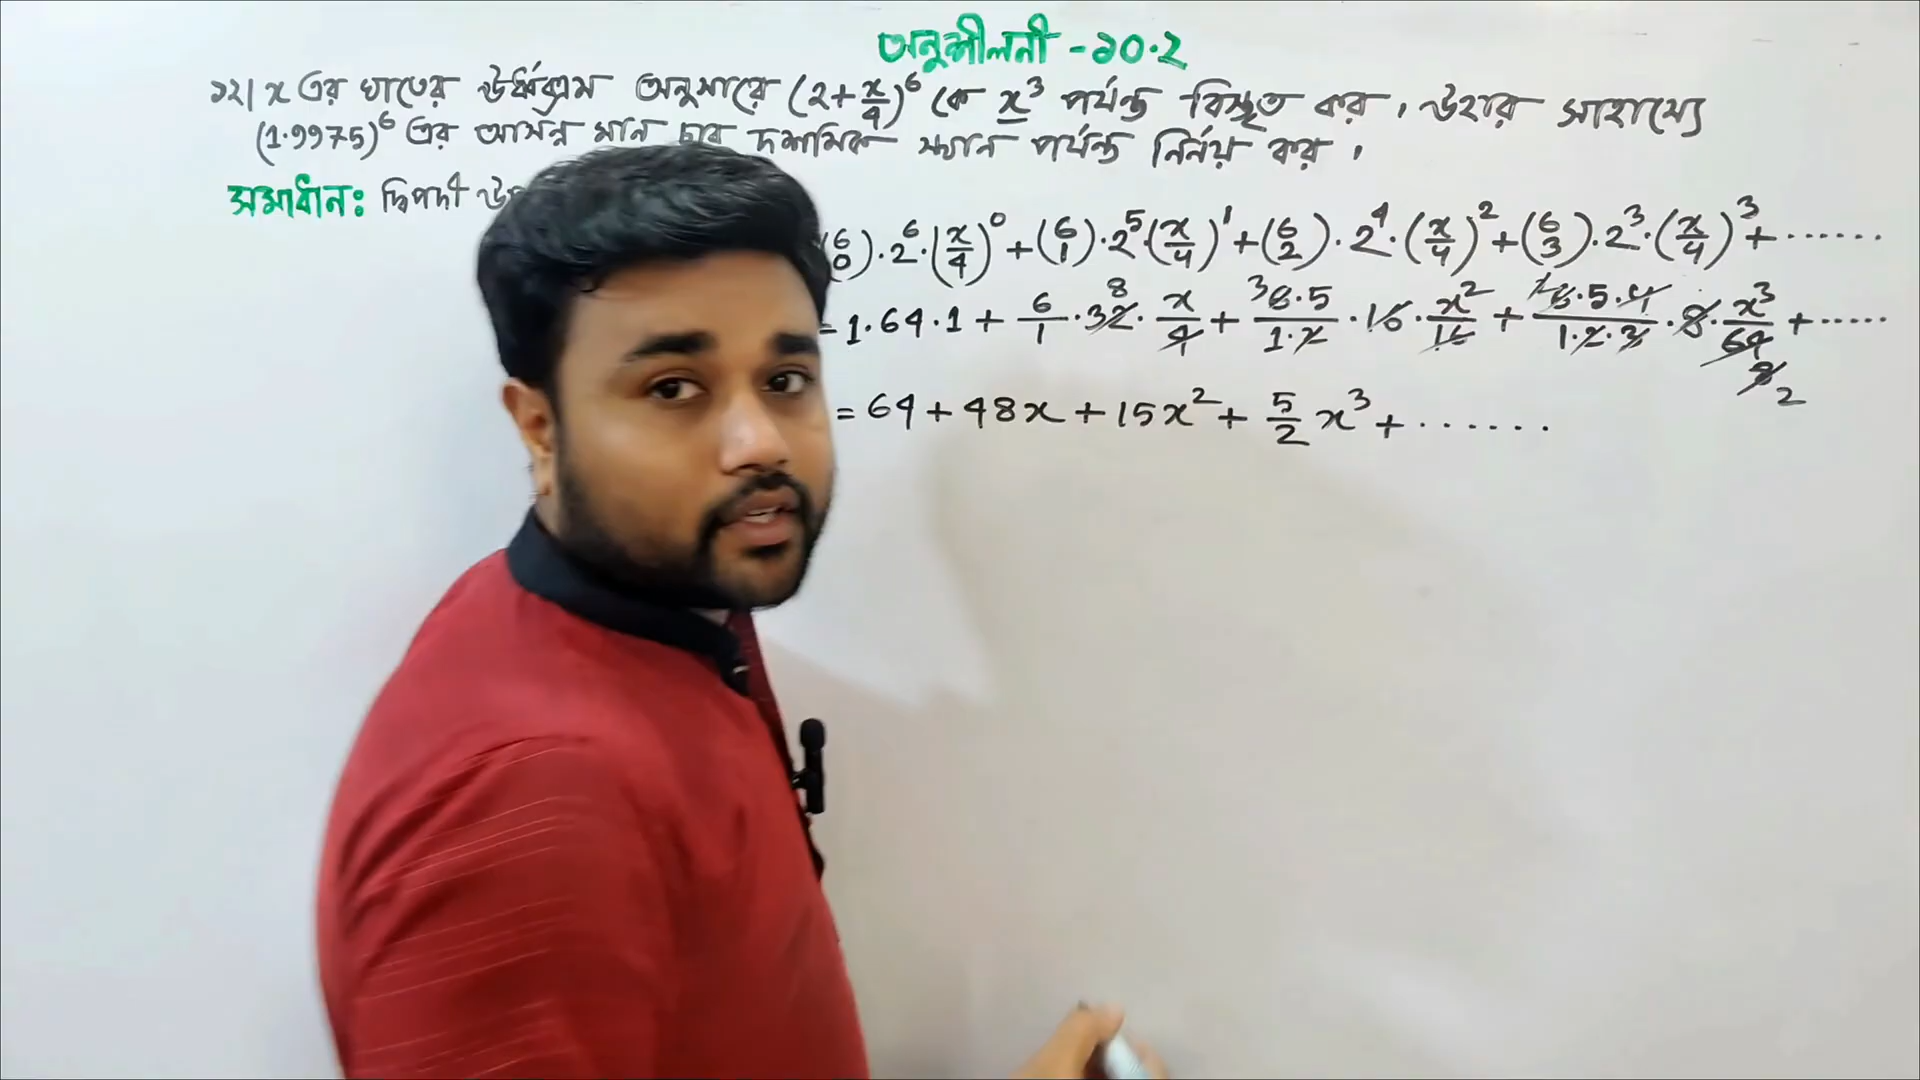 অনুশীলনী - ১০.২
১২| x এর ঘাতের ঊর্ধ্বক্রম অনুসারে (2+x/4)^6 কে x^3 পর্যন্ত বিস্তৃত কর, উহার সাহায্যে
(1.9975)^6 এর আসন্ন মান চার দশমিক স্থান পর্যন্ত নির্নয় কর,
সমাধান: দ্বিপদী
(6 0)·2^6·(x/4)^0+(6 1)·2^5·(x/4)^1+(6 2)·2^4·(x/4)^2+(6 3)·2^3·(x/4)^3+······
=1·64·1+6/1·32·x/4+6·5/1·2·16·x^2/16+6·5·4/1·2·3·8·x^3/64+·····
=64+48x+15x^2+5/2x^3+·······